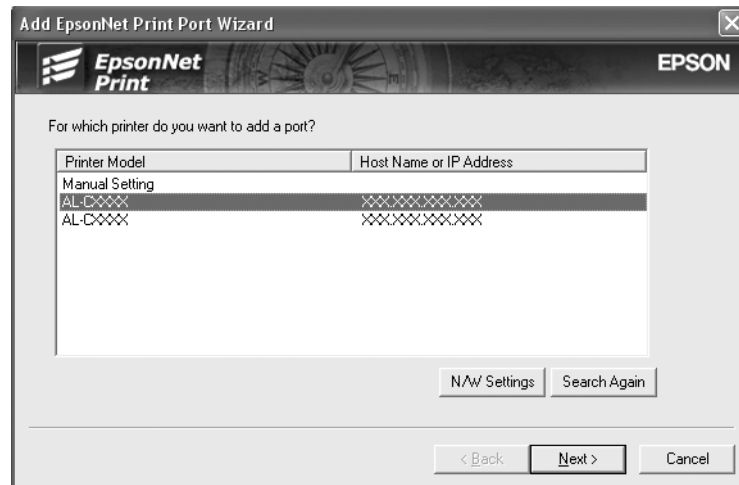 Add EpsonNet Print Port Wizard
EpsonNet
Print
EPSON
For which printer do you want to add a port?
Printer Model Host Name or IP Address
Manual Setting
AL-CXXXX XXX.XXX.XXX.XXX
AL-CXXXX XXX.XXX.XXX.XXX
N/W Settings Search Again
< Back Next > Cancel